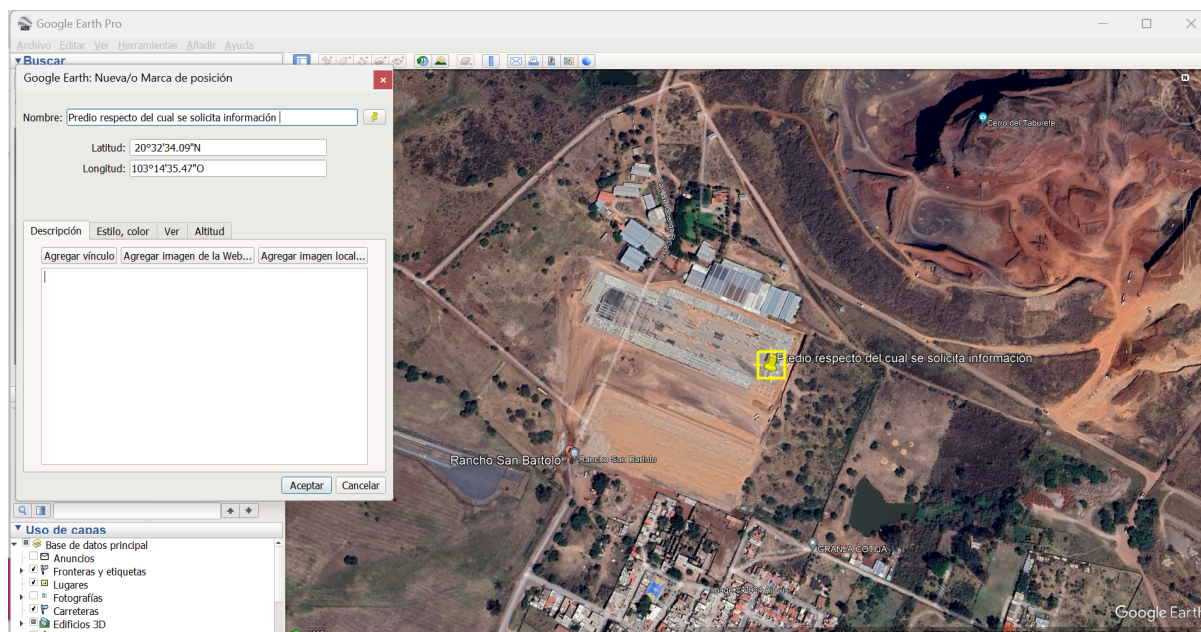 Google Earth Pro
Archivo Editar Ver Herramientas Añadir Ayuda
Buscar
Google Earth: Nueva/o Marca de posición
Nombre: Predio respecto del cual se solicita información
Latitud: 20°32'34.09"N
Longitud: 103°14'35.47"O
Descripción Estilo, color Ver Altitud
Agregar vínculo Agregar imagen de la Web... Agregar imagen local...
Aceptar Cancelar
Uso de capas
Base de datos principal
Anuncios
Fronteras y etiquetas
Lugares
Fotografías
Carreteras
Edificios 3D
N
Cerro del Taburete
Predio respecto del cual se solicita información
Rancho San Bartolo
Rancho San Bartolo
GRANJA COTIJA
Google Earth